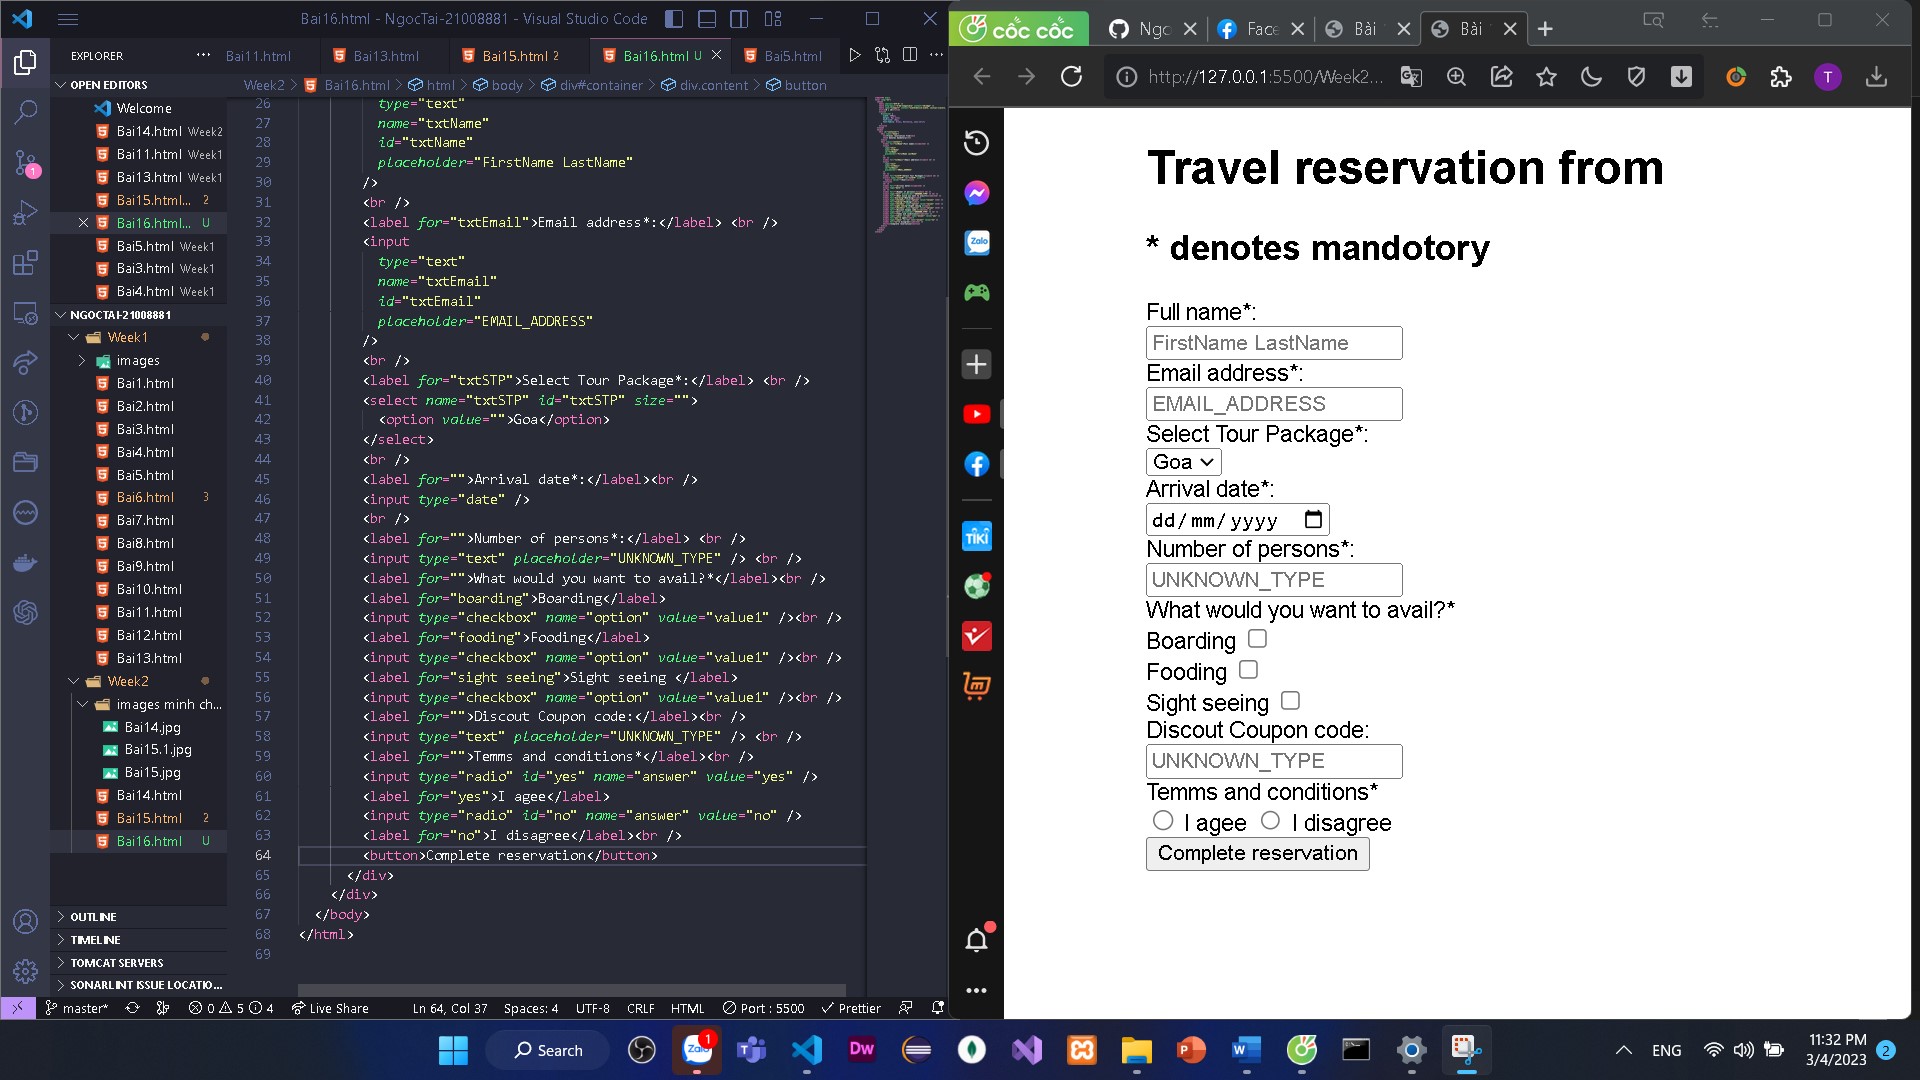 Bai16.html - NgocTai-21008881 - Visual Studio Code
EXPLORER
Bai11.html
Bai13.html
Bai15.html 2
Bai16.html U
Bai5.html
OPEN EDITORS
Week2 > Bai16.html > html > body > div#container > div.content > button
Welcome
Bai14.html Week2
Bai11.html Week1
Bai13.html Week1
Bai15.html... 2
Bai16.html... U
Bai5.html Week1
Bai3.html Week1
Bai4.html Week1
NGOCTAI-21008881
Week1
images
Bai1.html
Bai2.html
Bai3.html
Bai4.html
Bai5.html
Bai6.html 3
Bai7.html
Bai8.html
Bai9.html
Bai10.html
Bai11.html
Bai12.html
Bai13.html
Week2
images minh ch...
Bai14.jpg
Bai15.1.jpg
Bai15.jpg
Bai14.html
Bai15.html 2
Bai16.html U
OUTLINE
TIMELINE
TOMCAT SERVERS
SONARLINT ISSUE LOCATIO...
26 type="text"
27 name="txtName"
28 id="txtName"
29 placeholder="FirstName LastName"
30 />
31 <br />
32 <label for="txtEmail">Email address*:</label> <br />
33 <input
34 type="text"
35 name="txtEmail"
36 id="txtEmail"
37 placeholder="EMAIL_ADDRESS"
38 />
39 <br />
40 <label for="txtSTP">Select Tour Package*:</label> <br />
41 <select name="txtSTP" id="txtSTP" size="">
42 <option value="">Goa</option>
43 </select>
44 <br />
45 <label for="">Arrival date*:</label><br />
46 <input type="date" />
47 <br />
48 <label for="">Number of persons*:</label> <br />
49 <input type="text" placeholder="UNKNOWN_TYPE" /> <br />
50 <label for="">What would you want to avail?*</label><br />
51 <label for="boarding">Boarding</label>
52 <input type="checkbox" name="option" value="value1" /><br />
53 <label for="fooding">Fooding</label>
54 <input type="checkbox" name="option" value="value1" /><br />
55 <label for="sight seeing">Sight seeing </label>
56 <input type="checkbox" name="option" value="value1" /><br />
57 <label for="">Discout Coupon code:</label><br />
58 <input type="text" placeholder="UNKNOWN_TYPE" /> <br />
59 <label for="">Temms and conditions*</label><br />
60 <input type="radio" id="yes" name="answer" value="yes" />
61 <label for="yes">I agee</label>
62 <input type="radio" id="no" name="answer" value="no" />
63 <label for="no">I disagree</label><br />
64 <button>Complete reservation</button>
65 </div>
66 </div>
67 </body>
68 </html>
69
master*
0 5 4
Live Share
Ln 64, Col 37
Spaces: 4
UTF-8
CRLF
HTML
Port : 5500
Prettier
cốc cốc
Ngo
Face
Bài
Bài
http://127.0.0.1:5500/Week2...
T
Zalo
TIKI
Travel reservation from
* denotes mandotory
Full name*:
FirstName LastName
Email address*:
EMAIL_ADDRESS
Select Tour Package*:
Goa
Arrival date*:
dd/mm/yyyy
Number of persons*:
UNKNOWN_TYPE
What would you want to avail?*
Boarding
Fooding
Sight seeing
Discout Coupon code:
UNKNOWN_TYPE
Temms and conditions*
I agee
I disagree
Complete reservation
Search
Zalo
1
Dw
ENG
11:32 PM
3/4/2023
2